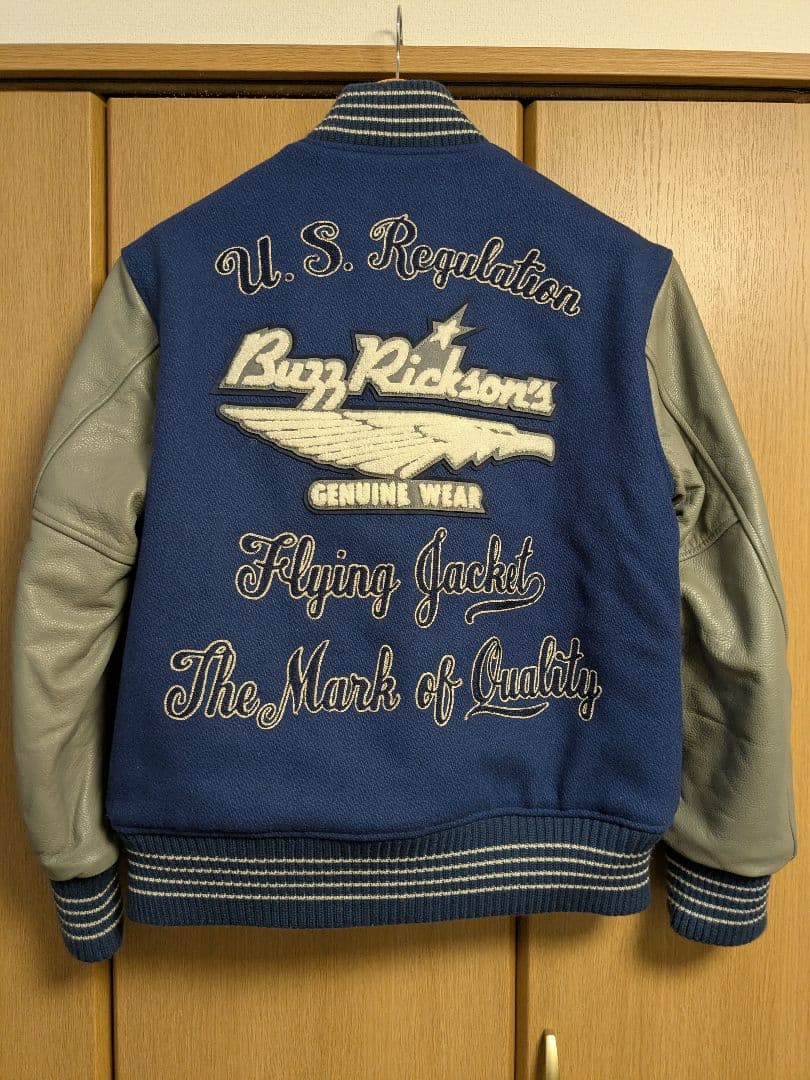 U. S. Regulation
Buzz Rickson's
GENUINE WEAR
Flying Jacket
The Mark of Quality